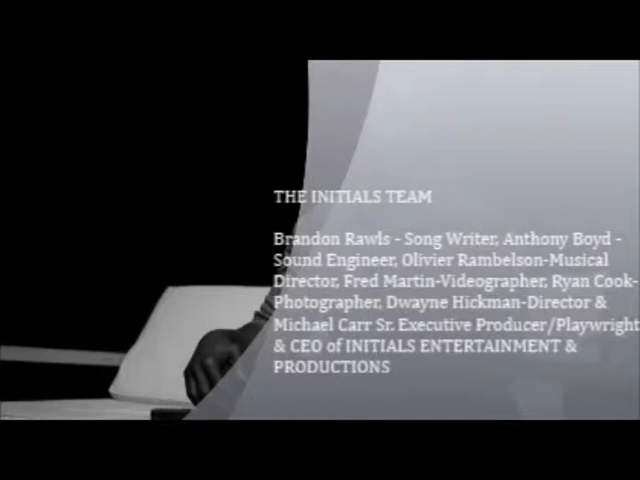 THE INITIALS TEAM
Brandon Rawls - Song Writer, Anthony Boyd -
Sound Engineer, Olivier Rambelson-Musical
Director, Fred Martin-Videographer, Ryan Cook-
Photographer, Dwayne Hickman-Director &
Michael Carr Sr. Executive Producer/Playwright
& CEO of INITIALS ENTERTAINMENT &
PRODUCTIONS